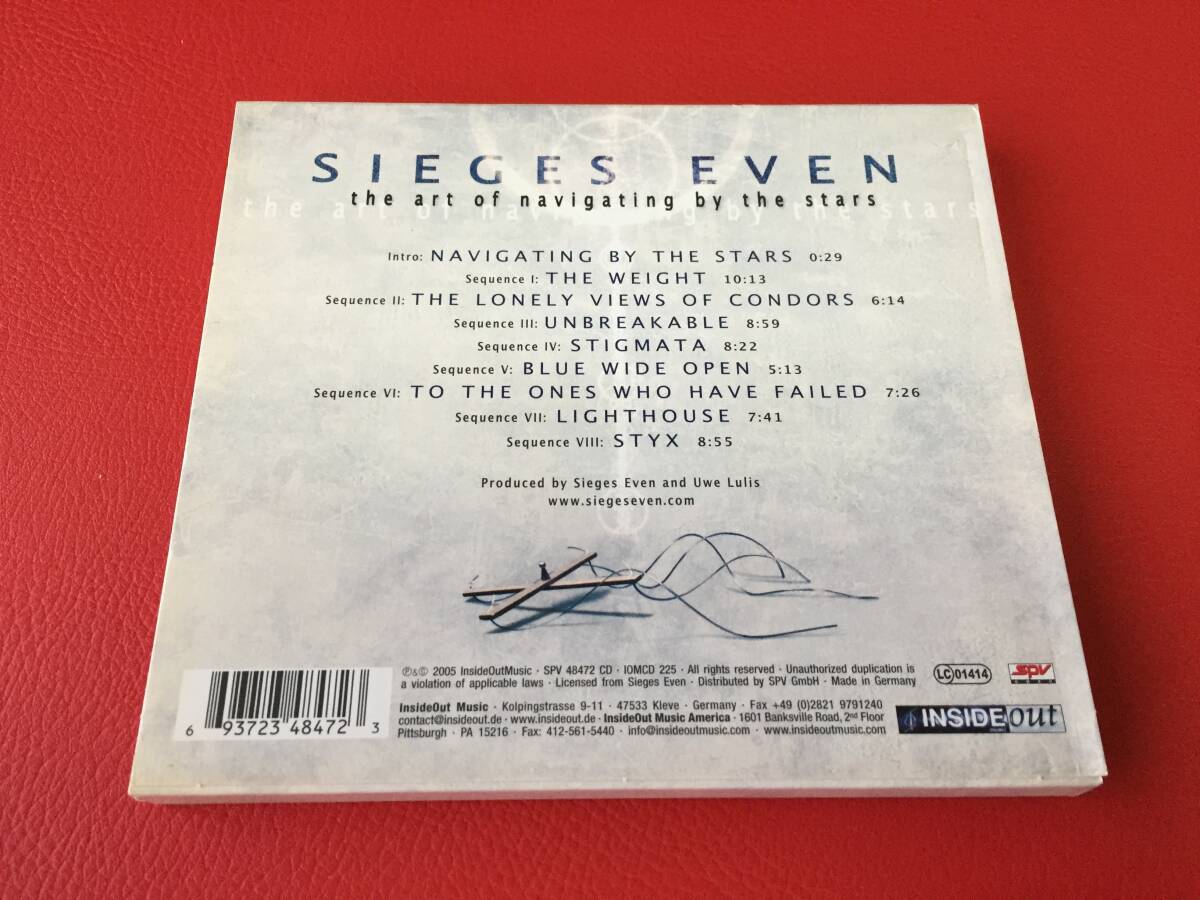 SIEGES EVEN
the art of navigating by the stars
the art of navigating by the stars
Intro: NAVIGATING BY THE STARS 0:29
Sequence I: THE WEIGHT 10:13
Sequence II: THE LONELY VIEWS OF CONDORS 6:14
Sequence III: UNBREAKABLE 8:59
Sequence IV: STIGMATA 8:22
Sequence V: BLUE WIDE OPEN 5:13
Sequence VI: TO THE ONES WHO HAVE FAILED 7:26
Sequence VII: LIGHTHOUSE 7:41
Sequence VIII: STYX 8:55
Produced by Sieges Even and Uwe Lulis
www.siegeseven.com
℗&© 2005 InsideOutMusic · SPV 48472 CD · IOMCD 225 · All rights reserved · Unauthorized duplication is
a violation of applicable laws · Licensed from Sieges Even · Distributed by SPV GmbH · Made in Germany
LC 01414
SPV
InsideOut Music · Kolpingstrasse 9-11 · 47533 Kleve · Germany · Fax +49 (0)2821 9791240
contact@insideout.de · www.insideout.de · InsideOut Music America · 1601 Banksville Road, 2nd Floor
Pittsburgh · PA 15216 · Fax: 412-561-5440 · info@insideoutmusic.com · www.insideoutmusic.com
INSIDEout
6 93723 48472 3